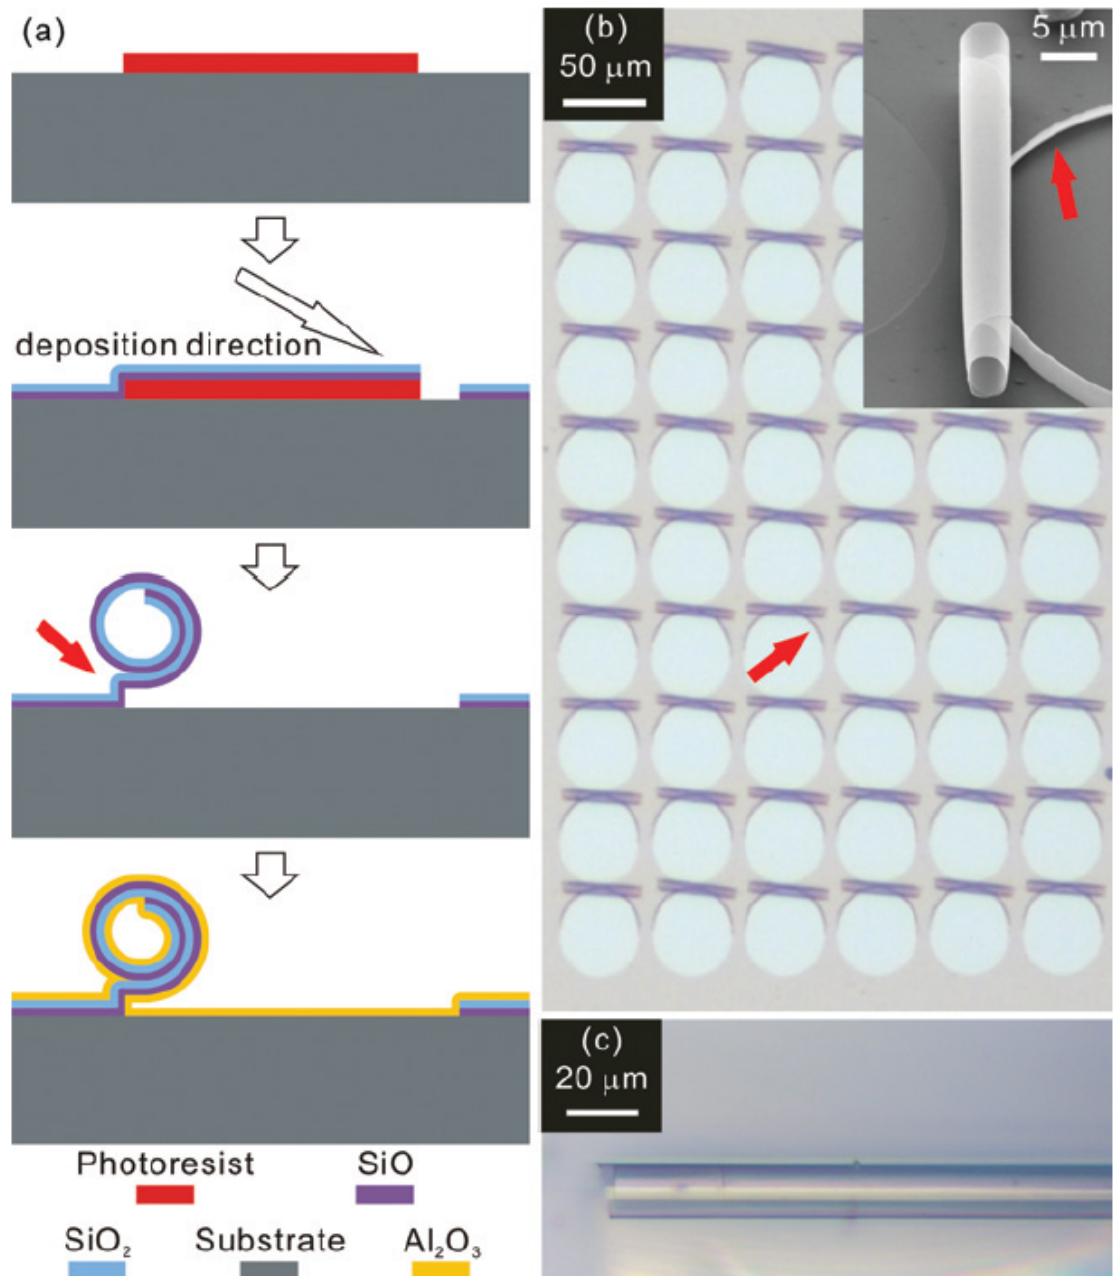 (a)
deposition direction
Photoresist SiO
SiO₂ Substrate Al₂O₃
(b)
50 μm
5 μm
(c)
20 μm